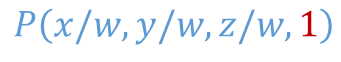 P(x/w, y/w, z/w, 1)